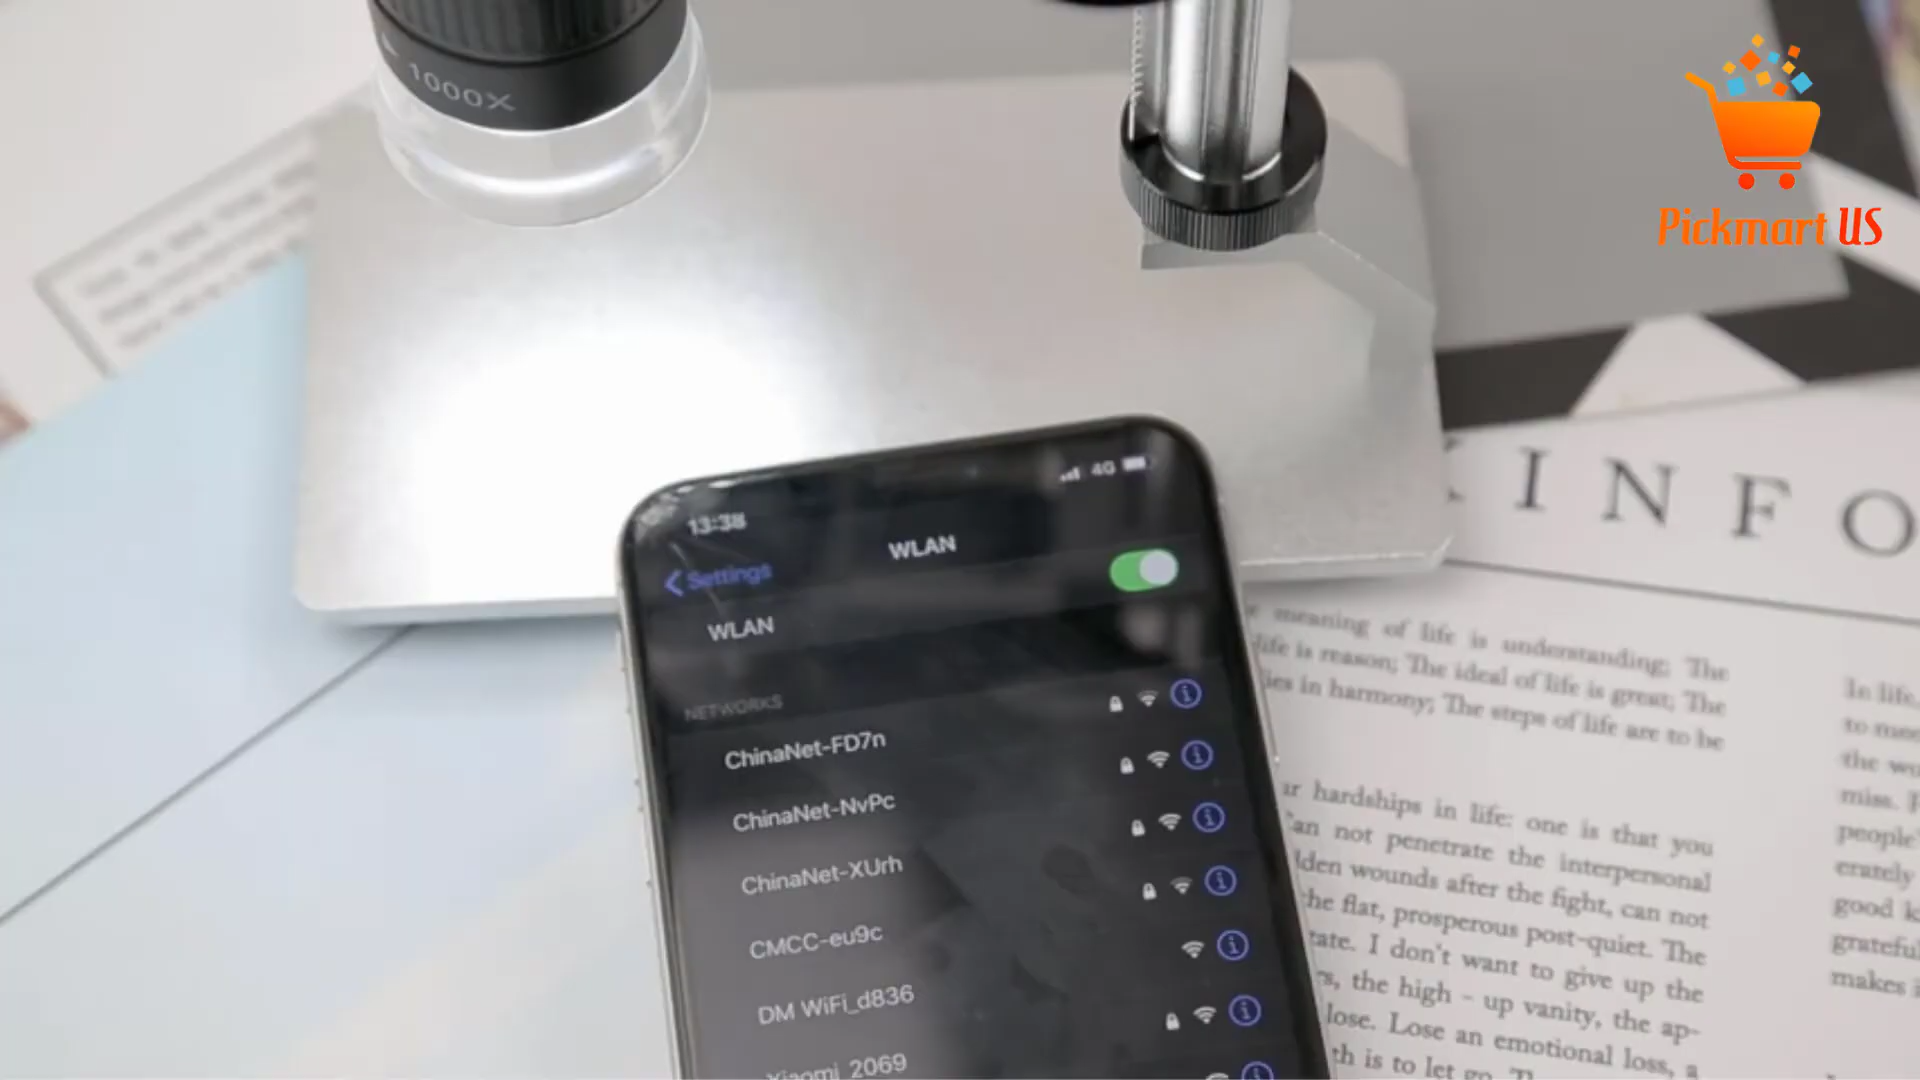 1000X
Pickmart US
13:38
4G
Settings
WLAN
WLAN
NETWORKS
ChinaNet-FD7n
ChinaNet-NvPc
ChinaNet-XUrh
CMCC-eu9c
DM WiFi_d836
Xiaomi_2069
INFO
meaning of life is understanding; The
life is reason; The ideal of life is great; The
lies in harmony; The steps of life are to be
hardships in life: one is that you
Can not penetrate the interpersonal
wounds after the fight, can not
the flat, prosperous post-quiet. The
I don't want to give up the
the high - up vanity, the ap-
lose. Lose an emotional loss, a
is to let go.
In life,
to
the
miss.
people'
erately
good
makes